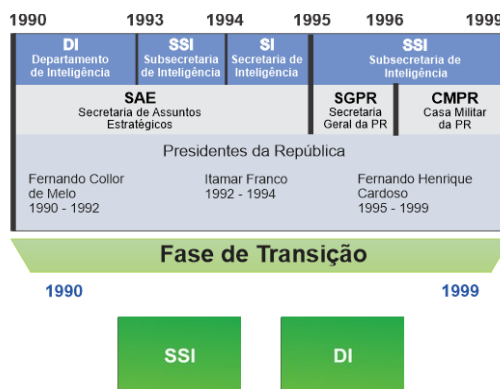 1990 1993 1994 1995 1996 1999
DI SSI SI SSI
Departamento Subsecretaria Secretaria de Subsecretaria de
de Inteligência de Inteligência Inteligência Inteligência
SAE SGPR CMPR
Secretaria de Assuntos Secretaria Casa Militar
Estratégicos Geral da PR da PR
Presidentes da República
Fernando Collor Itamar Franco Fernando Henrique
de Melo 1992 - 1994 Cardoso
1990 - 1992 1995 - 1999
Fase de Transição
1990 1999
SSI DI